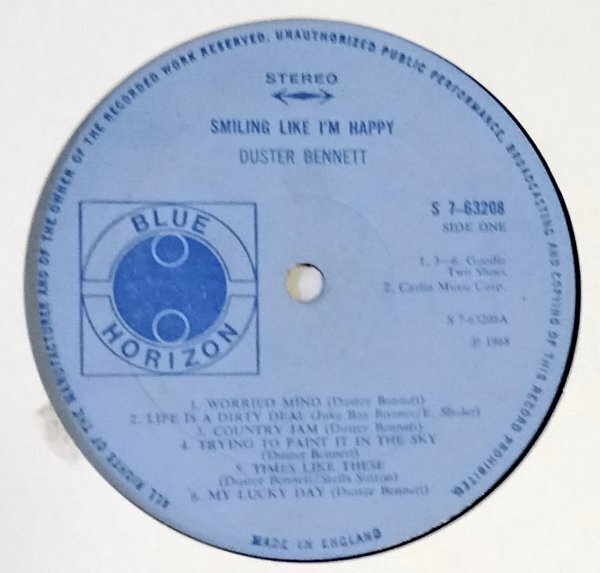 ALL RIGHTS OF THE MANUFACTURER AND OF THE OWNER OF THE RECORDED WORK RESERVED. UNAUTHORIZED PUBLIC PERFORMANCE, BROADCASTING AND COPYING OF THIS RECORD PROHIBITED
STEREO
SMILING LIKE I'M HAPPY
DUSTER BENNETT
BLUE
HORIZON
S 7-63208
SIDE ONE
1, 3—6. Goodie
Two Shoes
2. Carlin Music Corp.
S 7-63208A
℗ 1968
1. WORRIED MIND (Duster Bennett)
2. LIFE IS A DIRTY DEAL (Juke Boy Bonner/E. Shuler)
3. COUNTRY JAM (Duster Bennett)
4. TRYING TO PAINT IT IN THE SKY
(Duster Bennett)
5. TIMES LIKE THESE
(Duster Bennett/Stella Sutton)
6. MY LUCKY DAY (Duster Bennett)
MADE IN ENGLAND